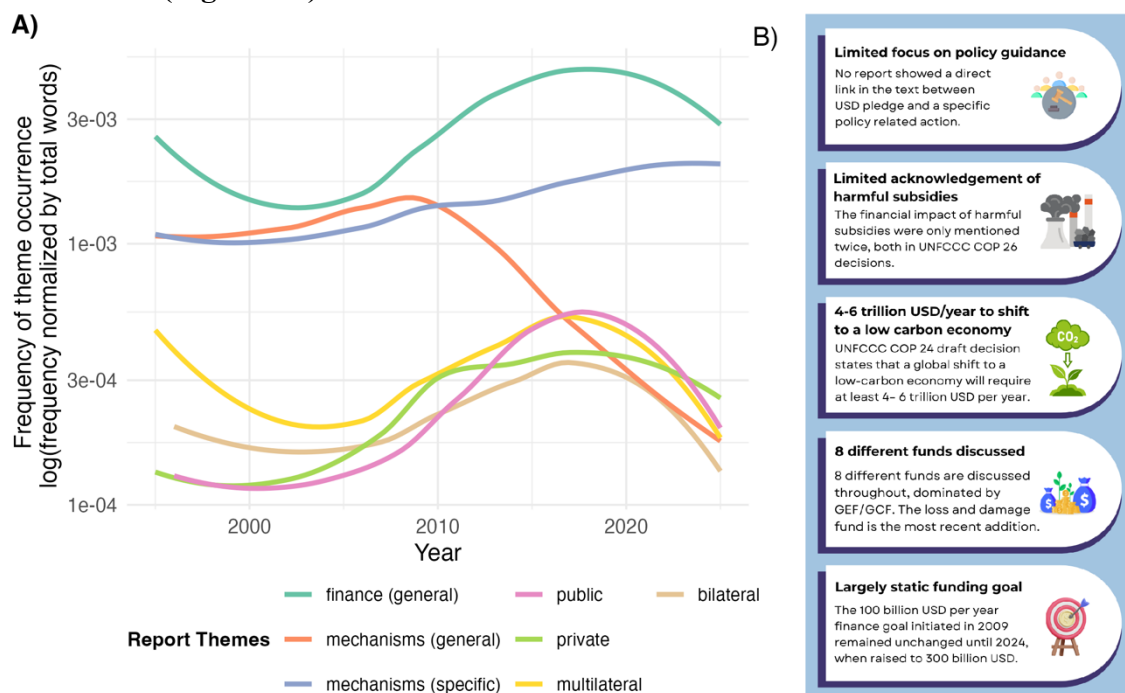 A)
Frequency of theme occurrence
log(frequency normalized by total words)
3e-03
1e-03
3e-04
1e-04
2000
2010
2020
Year
Report Themes
finance (general)
public
bilateral
mechanisms (general)
private
mechanisms (specific)
multilateral
B)
Limited focus on policy guidance
No report showed a direct
link in the text between
USD pledge and a specific
policy related action.
Limited acknowledgement of
harmful subsidies
The financial impact of harmful
subsidies were only mentioned
twice, both in UNFCCC COP 26
decisions.
4-6 trillion USD/year to shift
to a low carbon economy
UNFCCC COP 24 draft decision
states that a global shift to a
low-carbon economy will require
at least 4– 6 trillion USD per year.
CO₂
8 different funds discussed
8 different funds are discussed
throughout, dominated by
GEF/GCF. The loss and damage
fund is the most recent addition.
$
$
Largely static funding goal
The 100 billion USD per year
finance goal initiated in 2009
remained unchanged until 2024,
when raised to 300 billion USD.